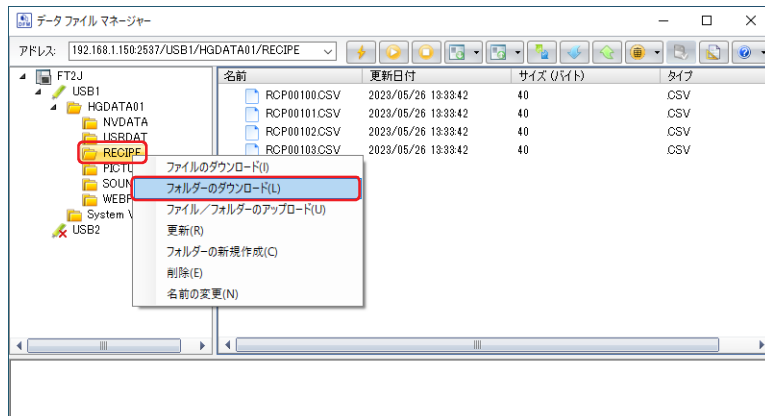 データ ファイル マネージャー
アドレス: 192.168.1.150:2537/USB1/HGDATA01/RECIPE
FT2J
USB1
HGDATA01
NVDATA
USRDAT
RECIPE
PICTU
SOUN
WEBP
System V
USB2
名前 更新日付 サイズ (バイト) タイプ
RCP00100.CSV 2023/05/26 13:33:42 40 .CSV
RCP00101.CSV 2023/05/26 13:33:42 40 .CSV
RCP00102.CSV 2023/05/26 13:33:42 40 .CSV
RCP00103.CSV 2023/05/26 13:33:42 40 .CSV
ファイルのダウンロード(I)
フォルダーのダウンロード(L)
ファイル／フォルダーのアップロード(U)
更新(R)
フォルダーの新規作成(C)
削除(E)
名前の変更(N)